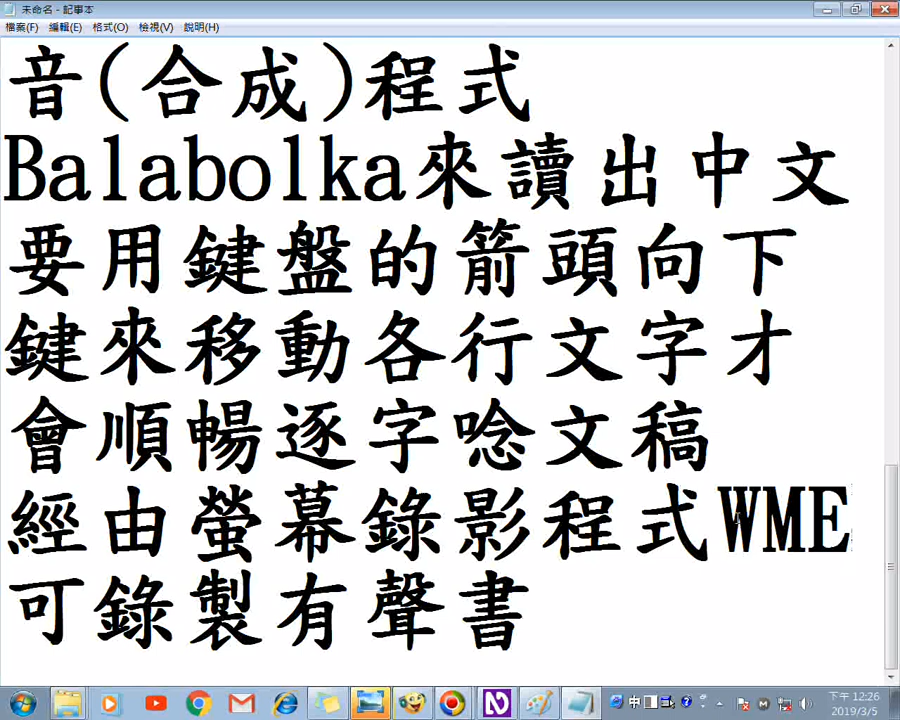 未命名 - 記事本
檔案(F) 編輯(E) 格式(O) 檢視(V) 說明(H)
音(合成)程式
Balabolka來讀出中文
要用鍵盤的箭頭向下
鍵來移動各行文字才
會順暢逐字唸文稿
經由螢幕錄影程式WME
可錄製有聲書
中
下午 12:26
2019/3/5